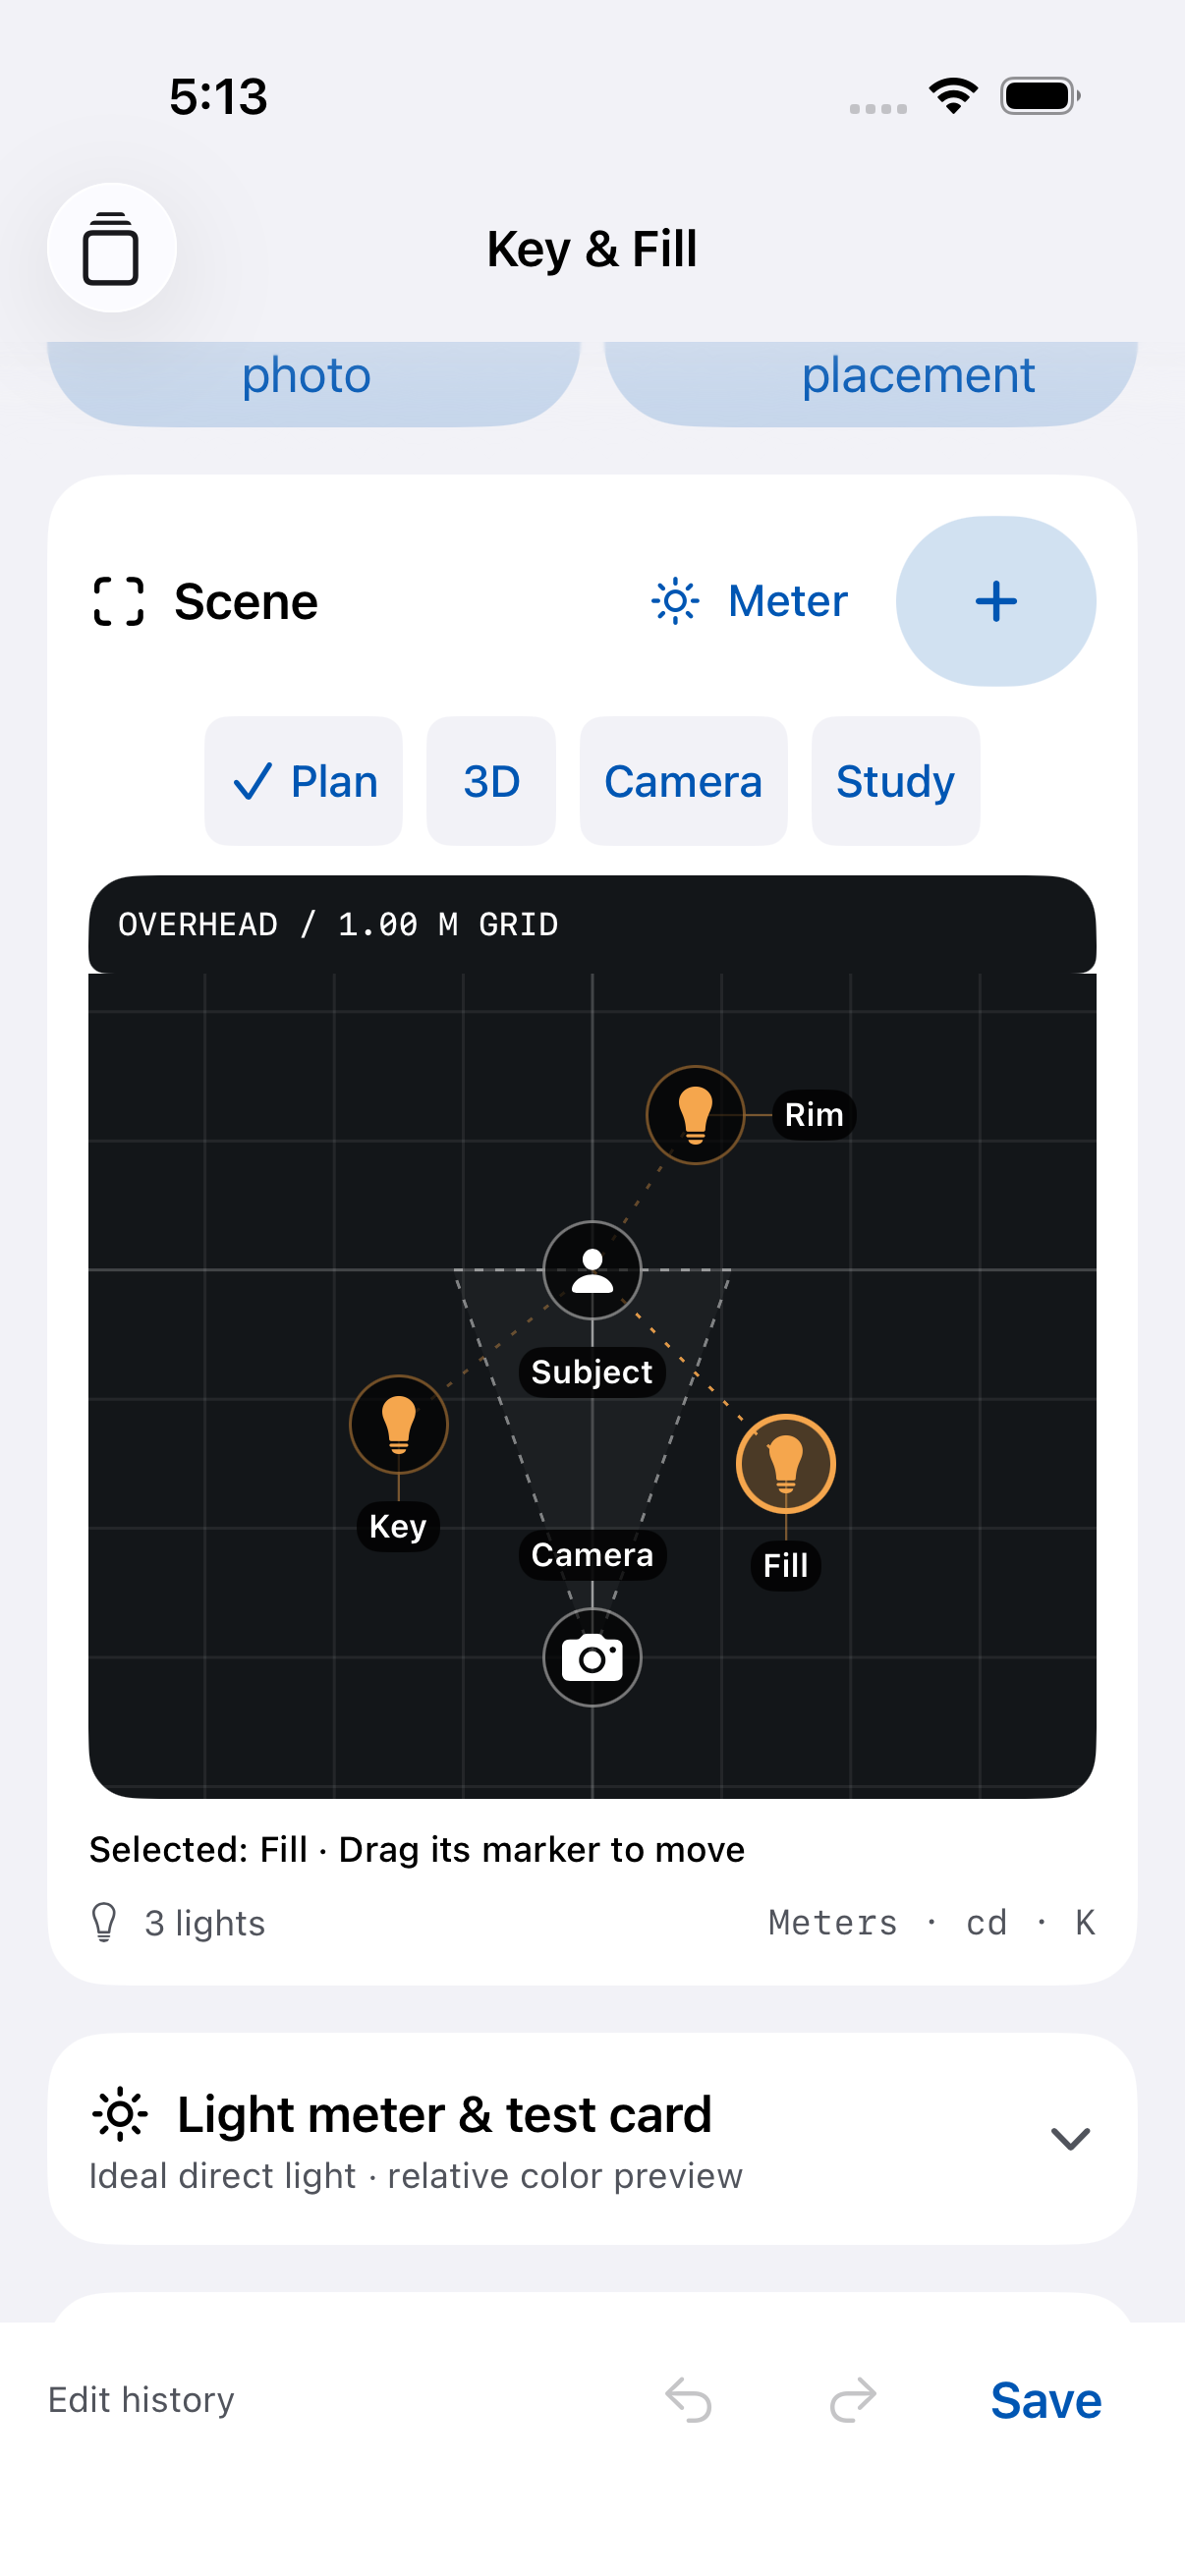 5:13
Key & Fill
photo
placement
Scene
Meter
Plan
3D
Camera
Study
OVERHEAD / 1.00 M GRID
Rim
Subject
Key
Camera
Fill
Selected: Fill · Drag its marker to move
3 lights
Meters · cd · K
Light meter & test card
Ideal direct light · relative color preview
Edit history
Save